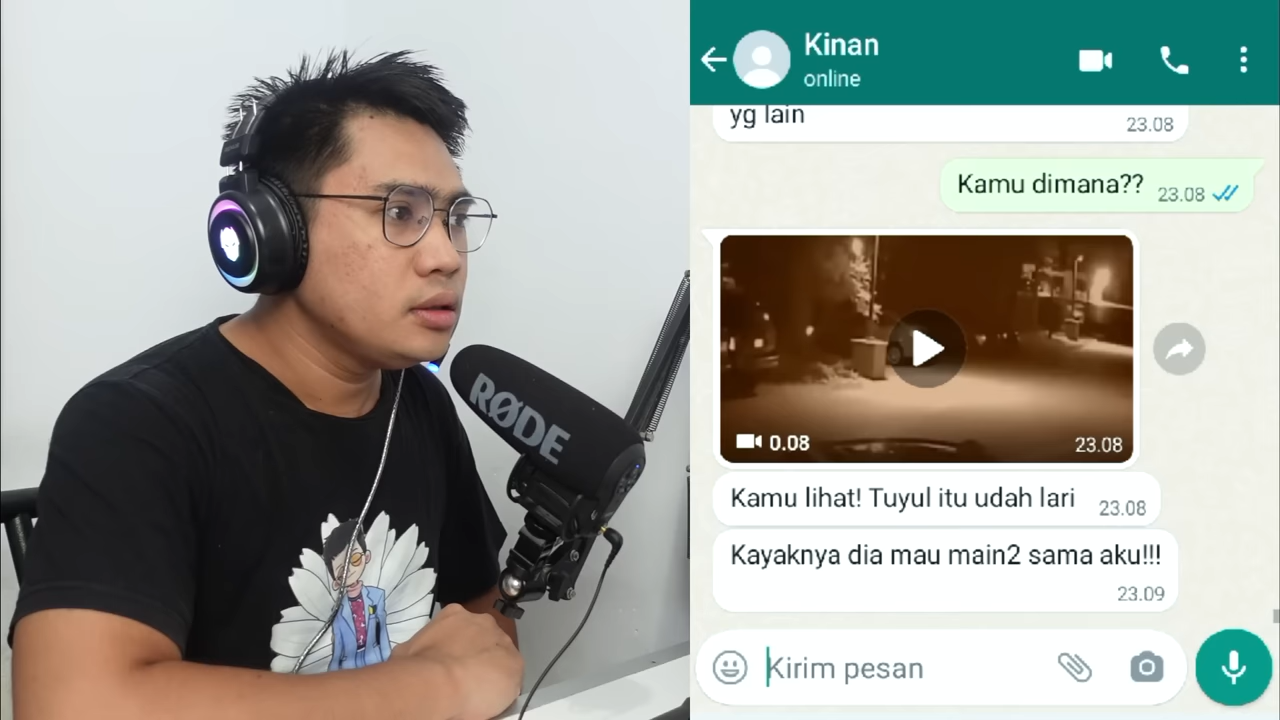 Kinan
online
yg lain
23.08
Kamu dimana??
23.08
0.08
23.08
Kamu lihat! Tuyul itu udah lari
23.08
Kayaknya dia mau main2 sama aku!!!
23.09
Kirim pesan
RØDE